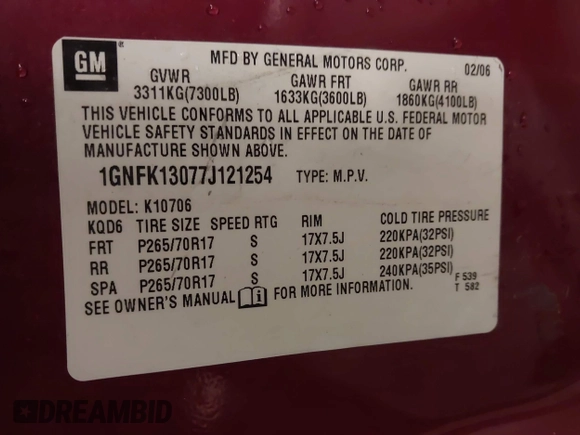 GM
MFD BY GENERAL MOTORS CORP. 02/06
GVWR GAWR FRT GAWR RR
3311KG(7300LB) 1633KG(3600LB) 1860KG(4100LB)
THIS VEHICLE CONFORMS TO ALL APPLICABLE U.S. FEDERAL MOTOR
VEHICLE SAFETY STANDARDS IN EFFECT ON THE DATE OF
MANUFACTURE SHOWN ABOVE.
1GNFK13077J121254 TYPE: M.P.V.
MODEL: K10706
KQD6 TIRE SIZE SPEED RTG RIM COLD TIRE PRESSURE
FRT P265/70R17 S 17X7.5J 220KPA(32PSI)
RR P265/70R17 S 17X7.5J 220KPA(32PSI)
SPA P265/70R17 S 17X7.5J 240KPA(35PSI)
F 539
T 582
SEE OWNER'S MANUAL FOR MORE INFORMATION.
DREAMBID